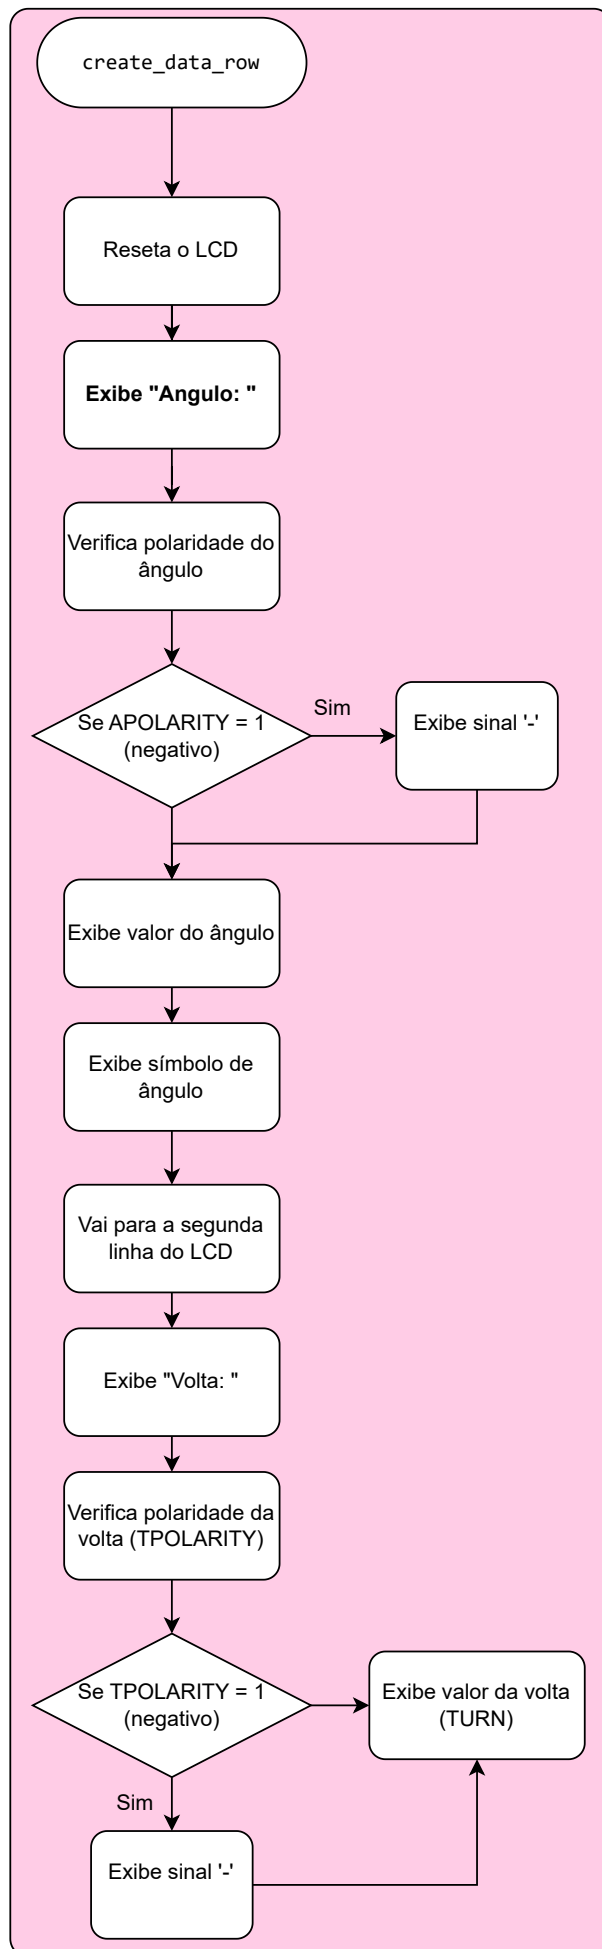 create_data_row
Reseta o LCD
Exibe "Angulo: "
Verifica polaridade do
ângulo
Se APOLARITY = 1
(negativo)
Sim
Exibe sinal '-'
Exibe valor do ângulo
Exibe símbolo de
ângulo
Vai para a segunda
linha do LCD
Exibe "Volta: "
Verifica polaridade da
volta (TPOLARITY)
Se TPOLARITY = 1
(negativo)
Exibe valor da volta
(TURN)
Sim
Exibe sinal '-'